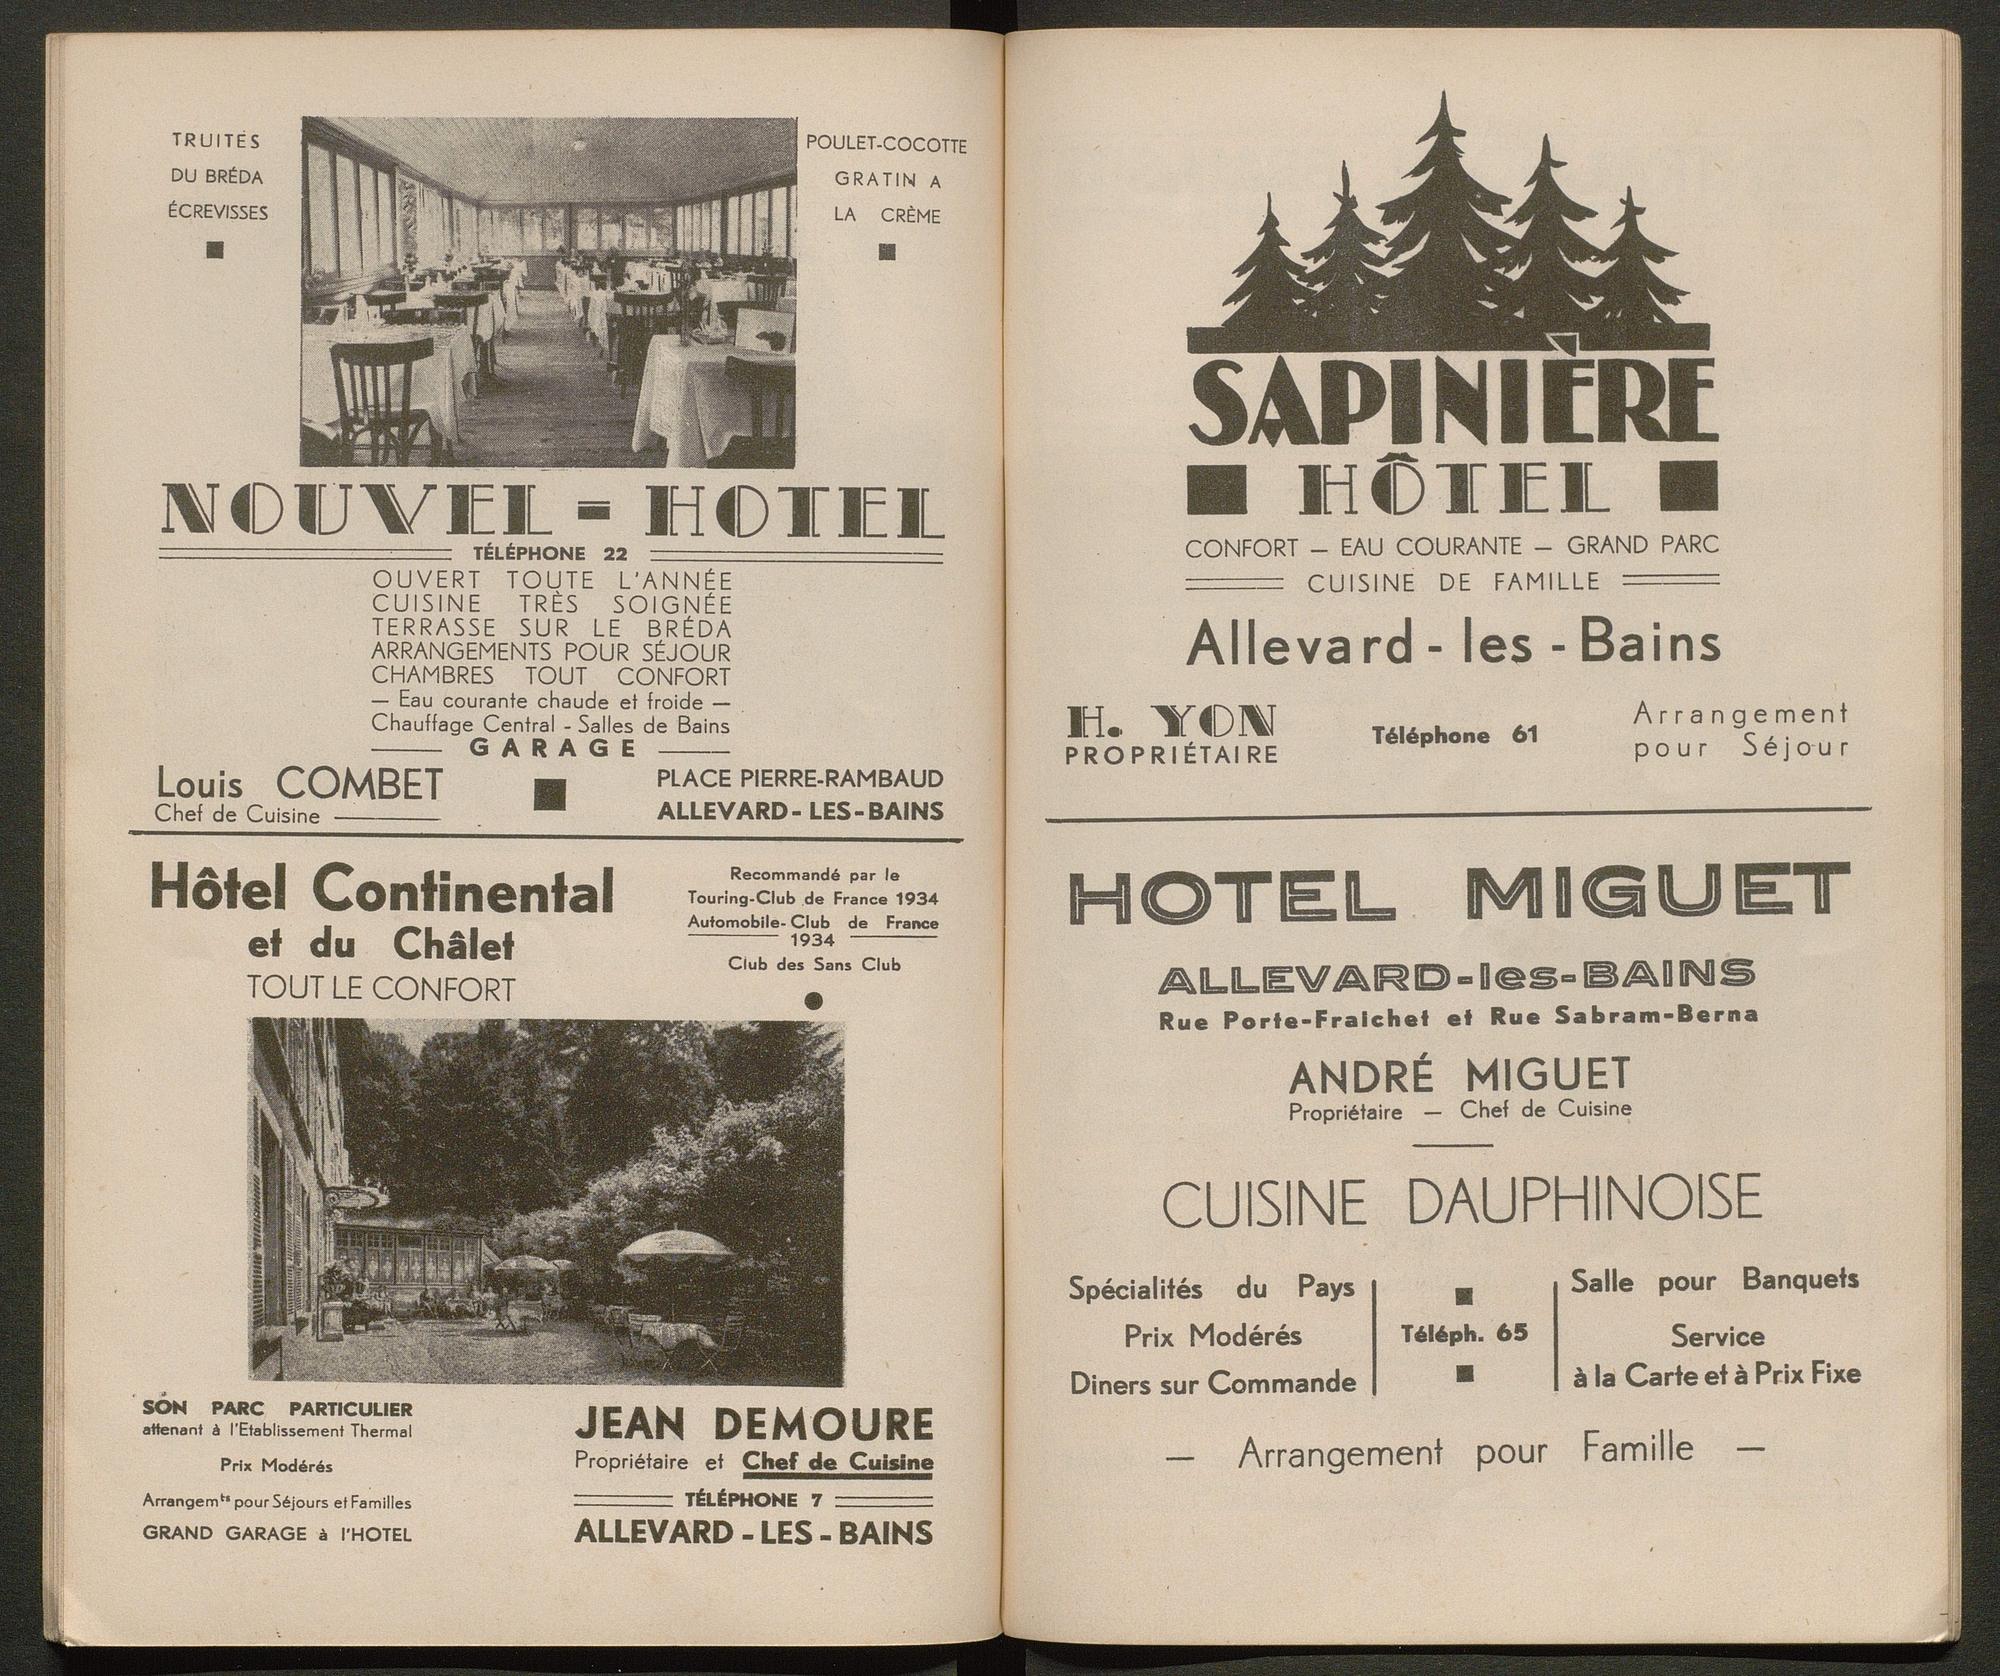 TRUITES
DU BRÉDA
ÉCREVISSES
POULET-COCOTTE
GRATIN A
LA CRÈME
NOUVEL = HOTEL
TÉLÉPHONE 22
OUVERT TOUTE L'ANNÉE
CUISINE TRÈS SOIGNÉE
TERRASSE SUR LE BRÉDA
ARRANGEMENTS POUR SÉJOUR
CHAMBRES TOUT CONFORT
— Eau courante chaude et froide —
Chauffage Central - Salles de Bains
GARAGE
Louis COMBET
Chef de Cuisine
PLACE PIERRE-RAMBAUD
ALLEVARD-LES-BAINS
Hôtel Continental
et du Châlet
TOUT LE CONFORT
Recommandé par le
Touring-Club de France 1934
Automobile-Club de France
1934
Club des Sans Club
SON PARC PARTICULIER
attenant à l'Etablissement Thermal
Prix Modérés
Arrangemts pour Séjours et Familles
GRAND GARAGE à l'HOTEL
JEAN DEMOURE
Propriétaire et Chef de Cuisine
TÉLÉPHONE 7
ALLEVARD-LES-BAINS
SAPINIÈRE
HÔTEL
CONFORT — EAU COURANTE — GRAND PARC
CUISINE DE FAMILLE
Allevard-les-Bains
H. YON
PROPRIÉTAIRE
Téléphone 61
Arrangement
pour Séjour
HOTEL MIGUET
ALLEVARD-les-BAINS
Rue Porte-Fraichet et Rue Sabram-Berna
ANDRÉ MIGUET
Propriétaire — Chef de Cuisine
CUISINE DAUPHINOISE
Spécialités du Pays
Prix Modérés
Diners sur Commande
Téléph. 65
Salle pour Banquets
Service
à la Carte et à Prix Fixe
— Arrangement pour Famille —